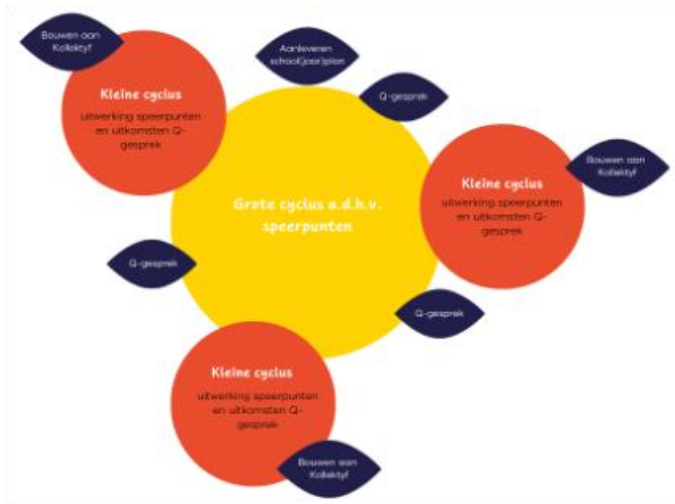 Bouwen aan
Kollektyf
Aanleveren
school(jaar)plan
Q-gesprek
Kleine cyclus
uitwerking speerpunten
en uitkomsten Q-
gesprek
Kleine cyclus
uitwerking speerpunten
en uitkomsten Q-
gesprek
Bouwen aan
Kollektyf
Grote cyclus a.d.h.v.
speerpunten
Q-gesprek
Q-gesprek
Kleine cyclus
uitwerking speerpunten
en uitkomsten Q-
gesprek
Bouwen aan
Kollektyf